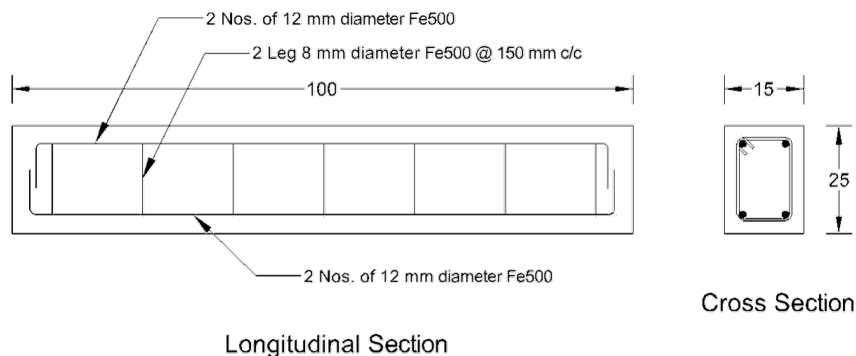 2 Nos. of 12 mm diameter Fe500
2 Leg 8 mm diameter Fe500 @ 150 mm c/c
100
15
25
2 Nos. of 12 mm diameter Fe500
Cross Section
Longitudinal Section